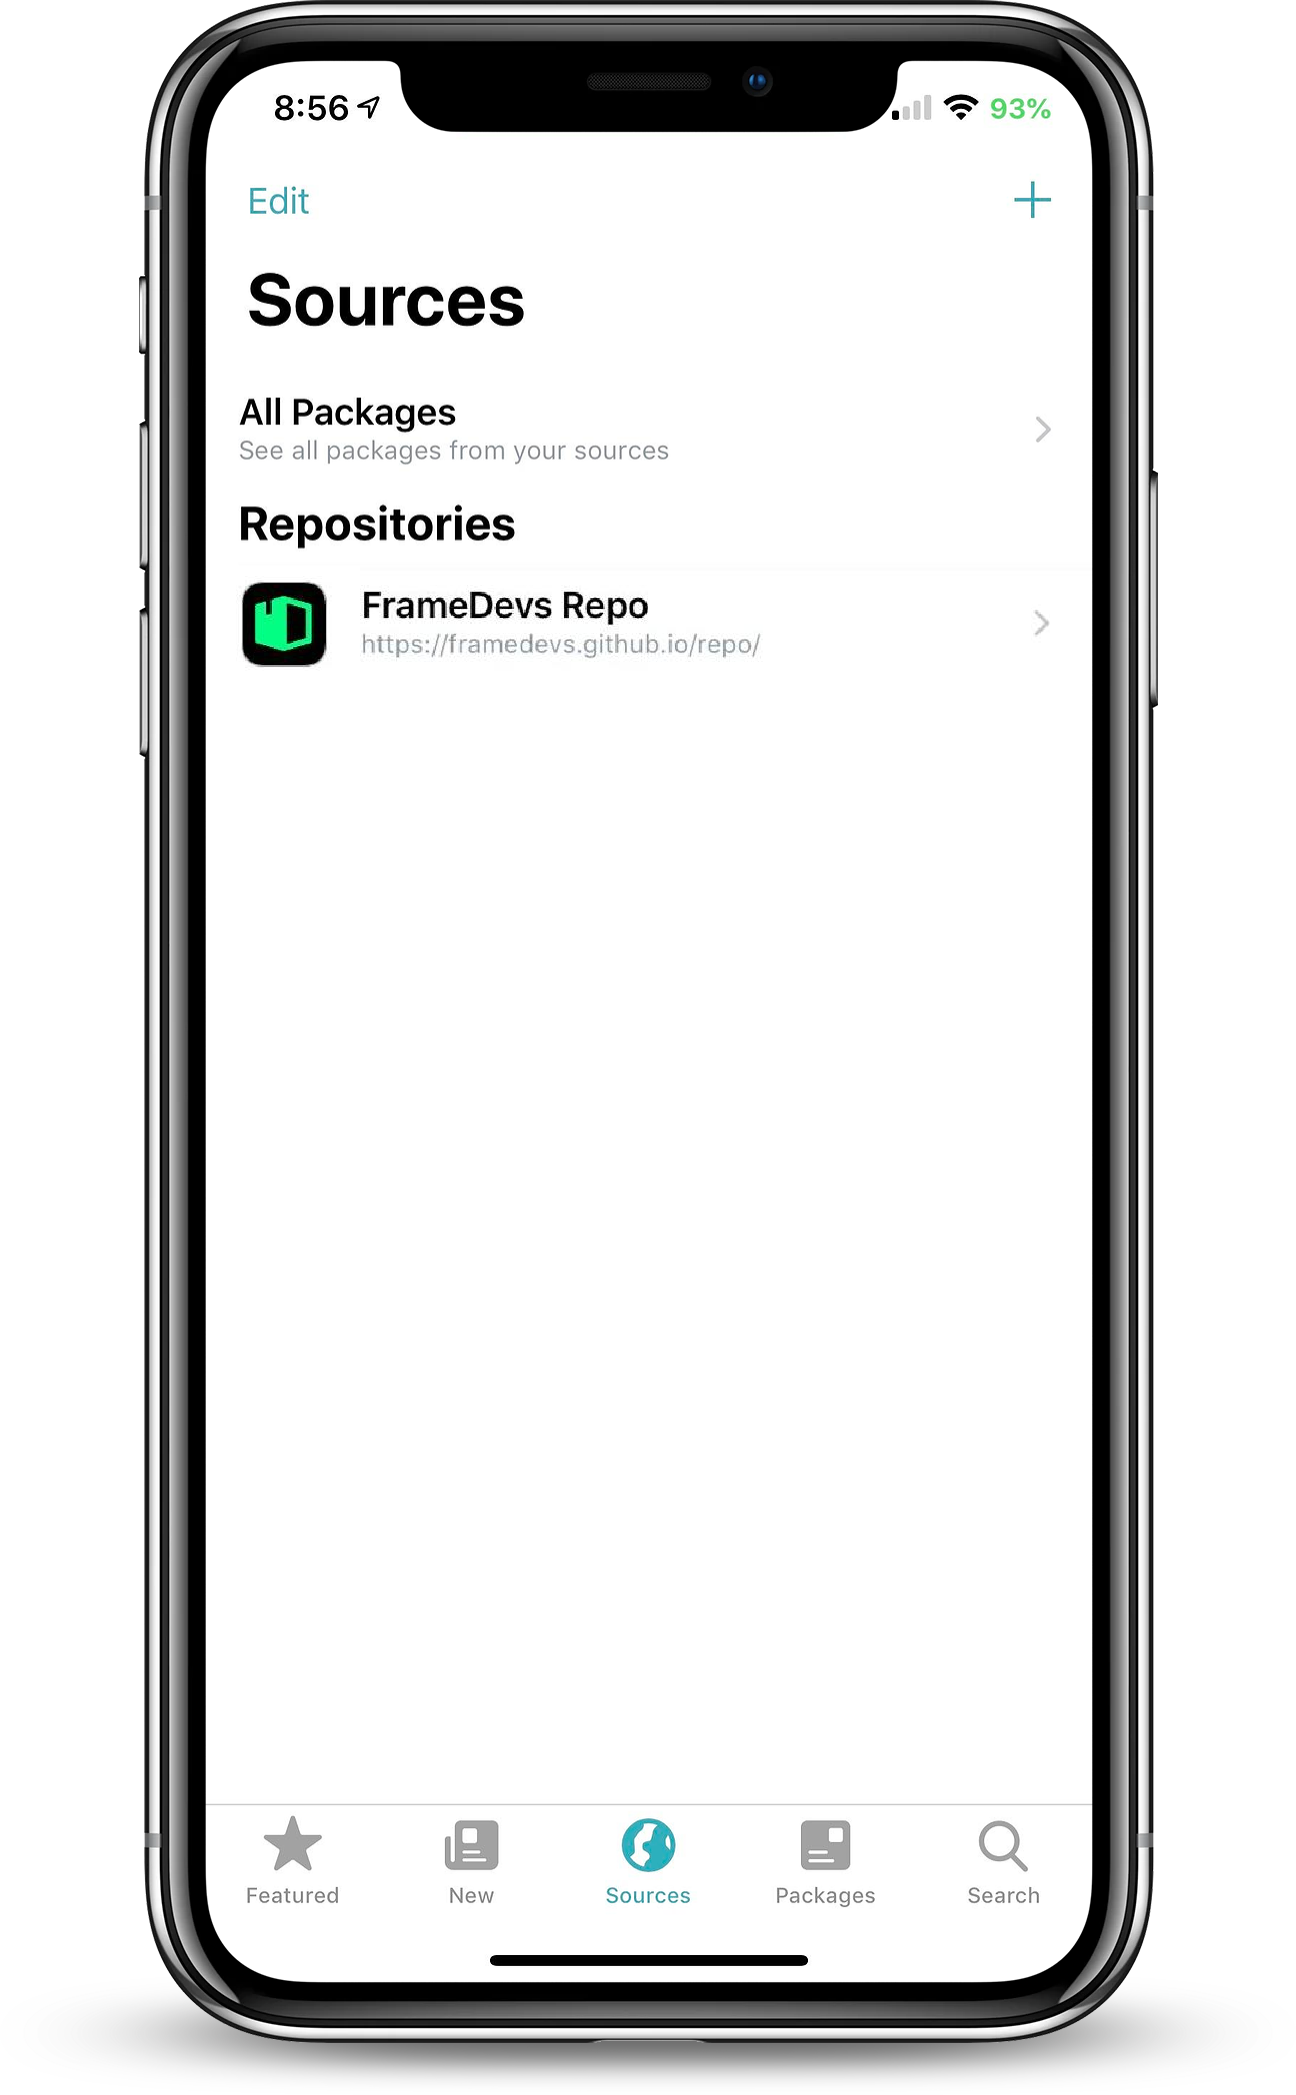 8:56
93%
Edit
Sources
All Packages
See all packages from your sources
Repositories
FrameDevs Repo
https://framedevs.github.io/repo/
Featured
New
Sources
Packages
Search